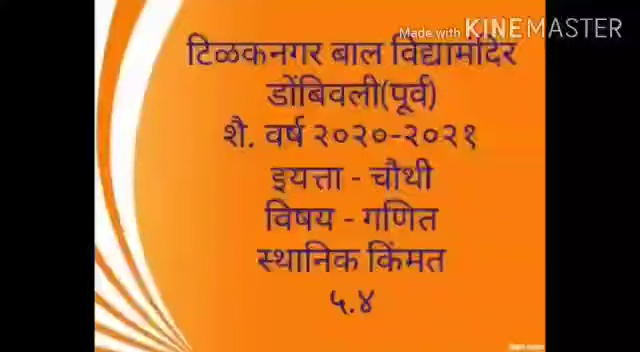 Made with KINEMASTER
टिळकनगर बाल विद्यामंदिर
डोंबिवली(पूर्व)
शै. वर्ष २०२०-२०२१
इयत्ता - चौथी
विषय - गणित
स्थानिक किंमत
५.४